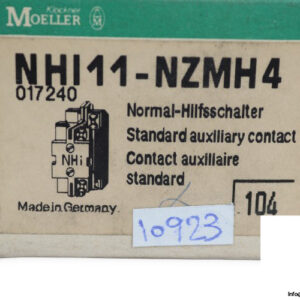 Klöckner
MOELLER
NHI11-NZMH4
017240
Normal-Hilfsschalter
Standard auxiliary contact
Contact auxiliaire
standard
NHi
Made in Germany
104
10923